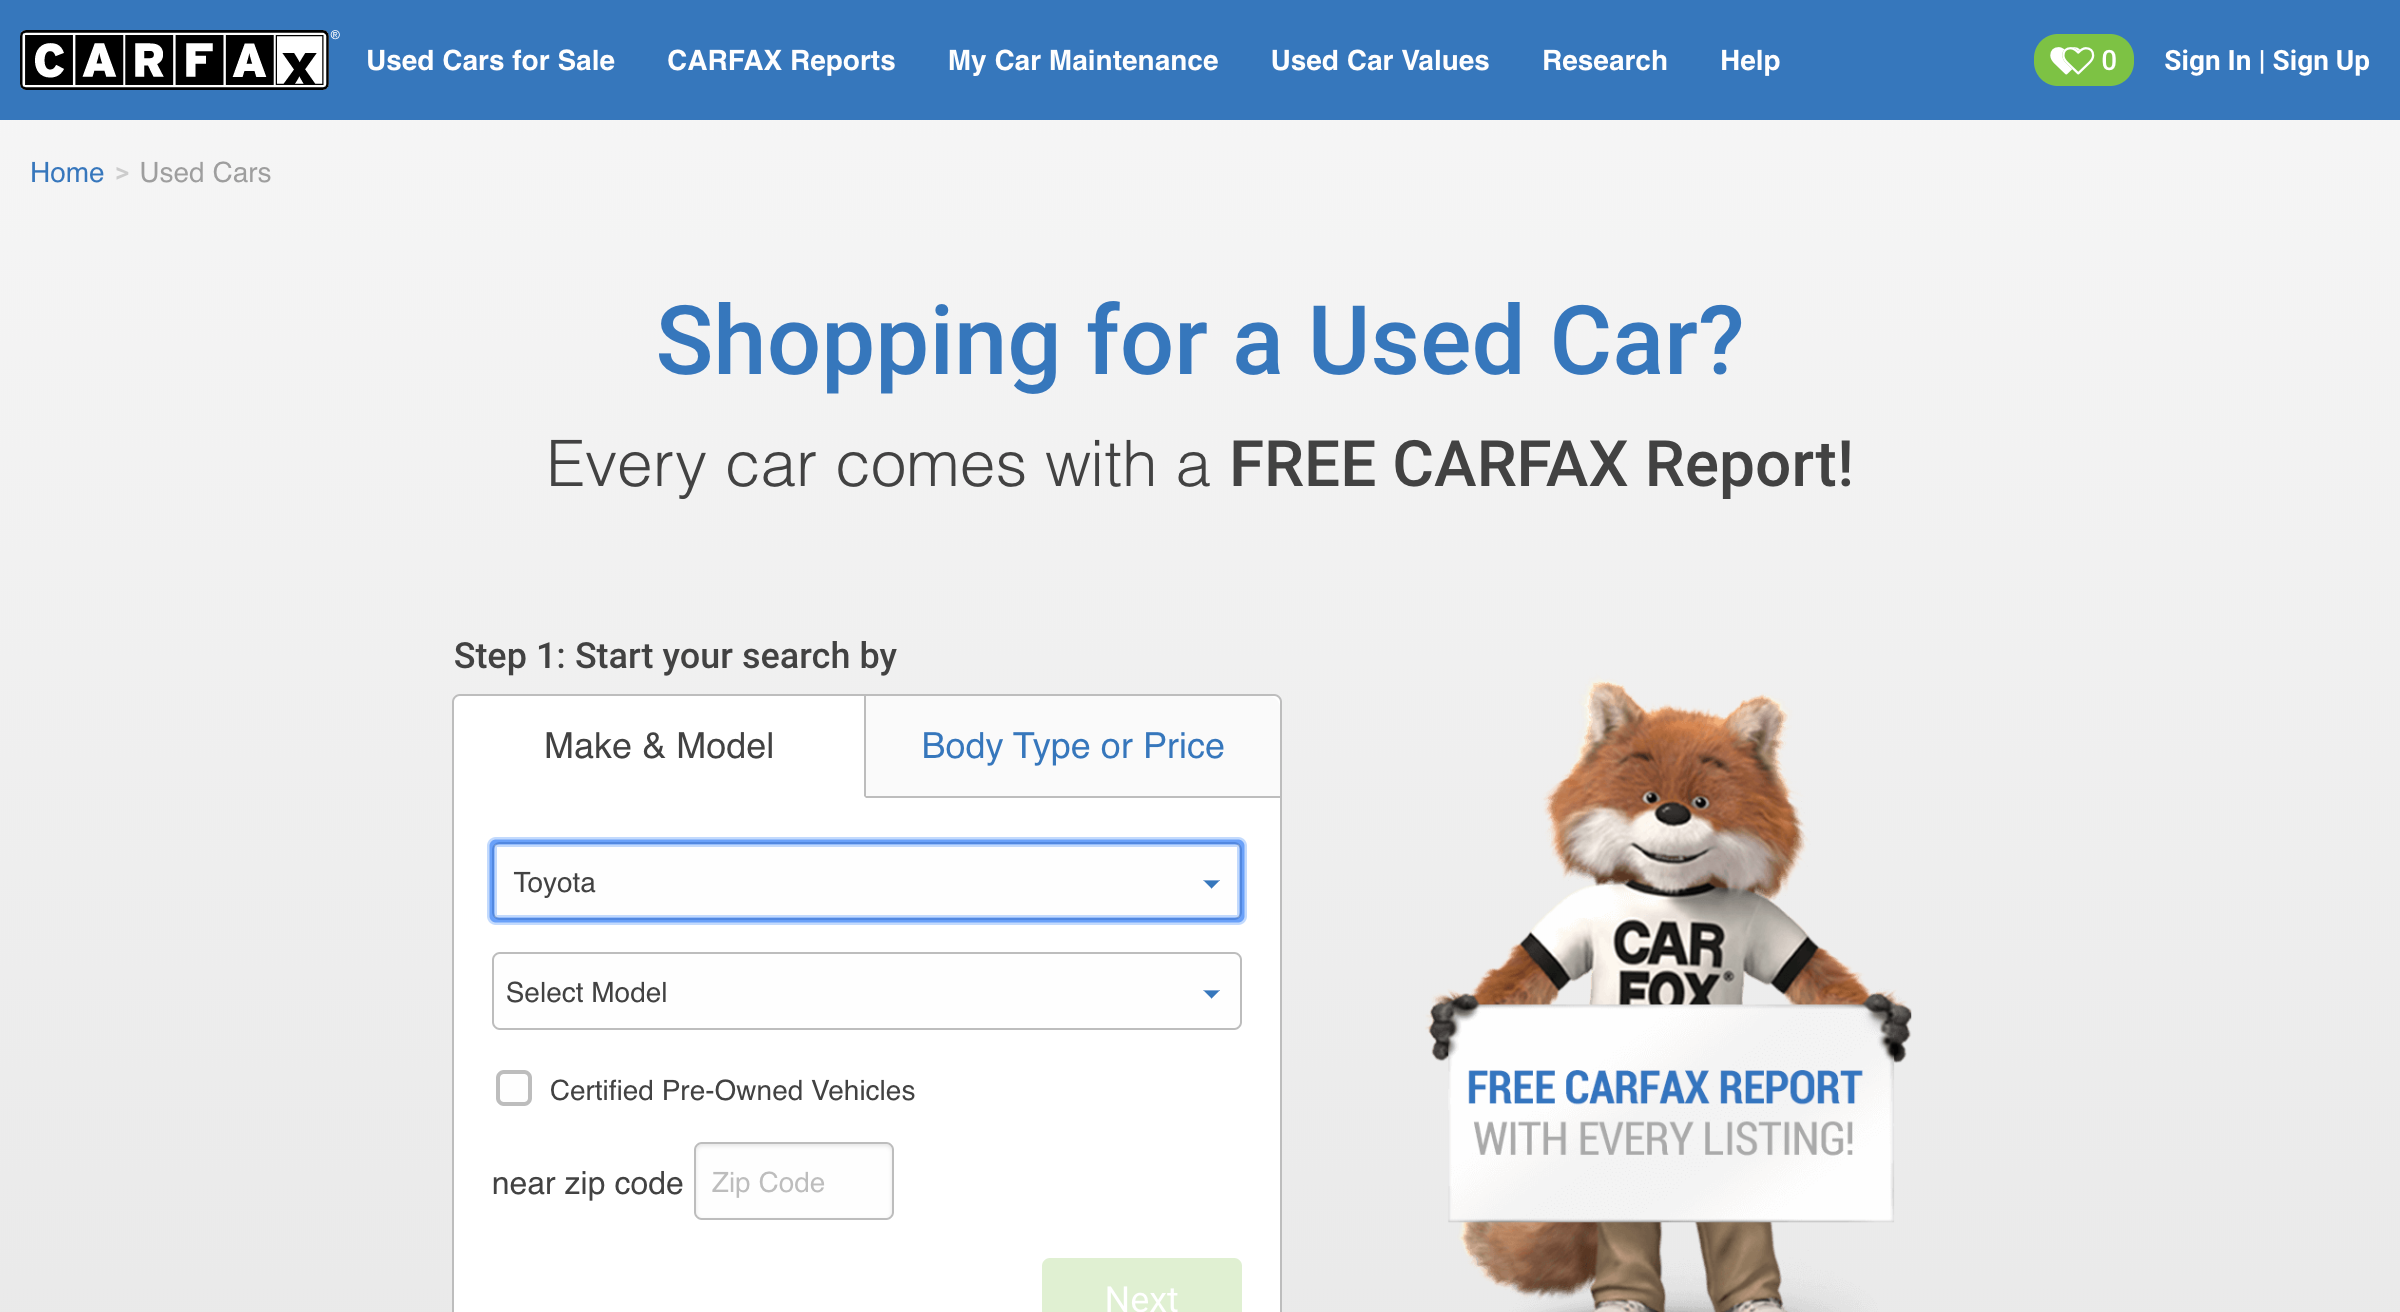 CARFAX®
Used Cars for Sale
CARFAX Reports
My Car Maintenance
Used Car Values
Research
Help
0
Sign In | Sign Up
Home > Used Cars
Shopping for a Used Car?
Every car comes with a FREE CARFAX Report!
Step 1: Start your search by
Make & Model
Body Type or Price
Toyota
Select Model
Certified Pre-Owned Vehicles
near zip code
Zip Code
Next
CAR
FOX®
FREE CARFAX REPORT
WITH EVERY LISTING!